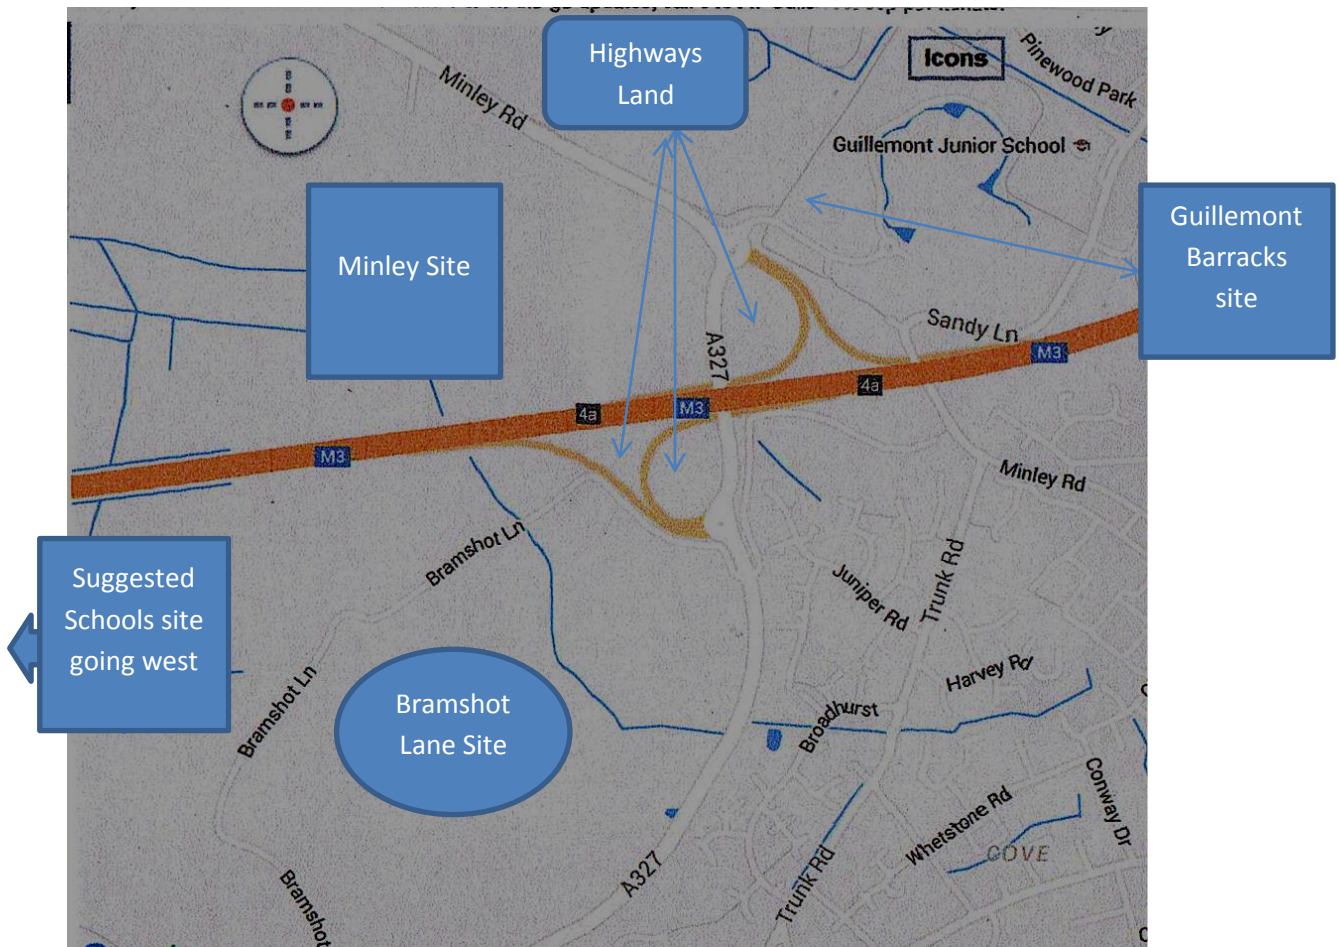 Highways
Land
Icons
Pinewood Park
Minley Rd
Guillemont Junior School
Guillemont
Barracks
site
Minley Site
Sandy Ln
A327
M3
4a
M3
4a
M3
Minley Rd
Bramshot Ln
Suggested
Schools site
going west
Juniper Rd
Trunk Rd
Bramshot Ln
Harvey Rd
Bramshot
Lane Site
Broadhurst
Conway Dr
Whetstone Rd
COVE
A327
Trunk Rd
Bramshot